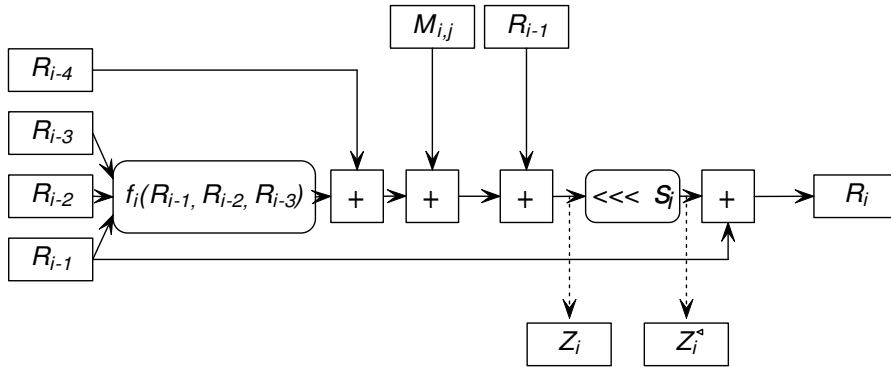 M_{i,j}
R_{i-1}
R_{i-4}
R_{i-3}
R_{i-2}
R_{i-1}
f_i(R_{i-1}, R_{i-2}, R_{i-3})
+
+
+
<<< S_i
+
R_i
Z_i
Z_i^⊲